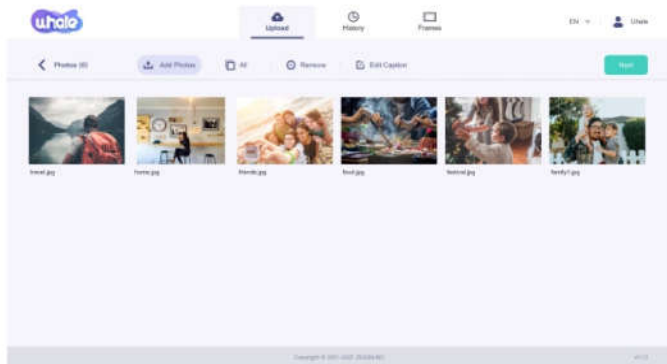 whale
Upload
History
Frames
EN
Uhale
Photos (6)
Add Photos
All
Remove
Edit Caption
Next
travel.jpg
home.jpg
friends.jpg
food.jpg
festival.jpg
family1.jpg
Copyright ©